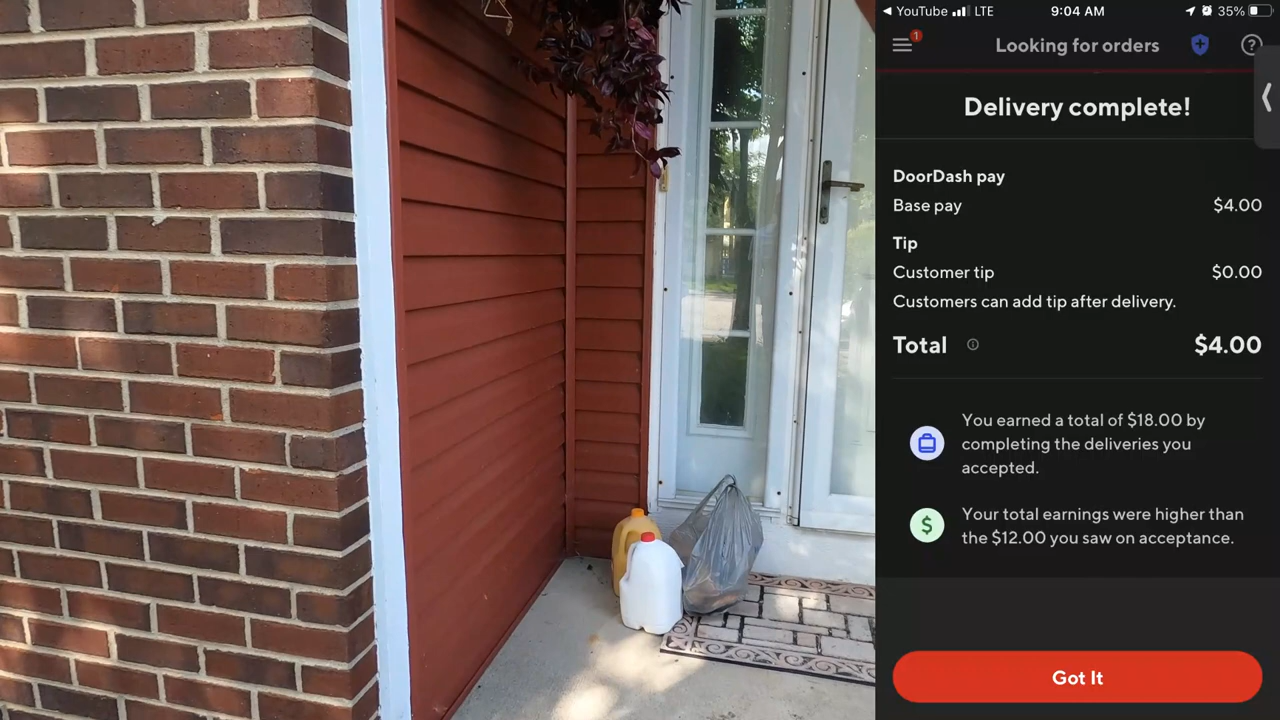 YouTube LTE 9:04 AM 35%
1
Looking for orders
Delivery complete!
DoorDash pay
Base pay $4.00
Tip
Customer tip $0.00
Customers can add tip after delivery.
Total $4.00
You earned a total of $18.00 by
completing the deliveries you
accepted.
Your total earnings were higher than
the $12.00 you saw on acceptance.
Got It